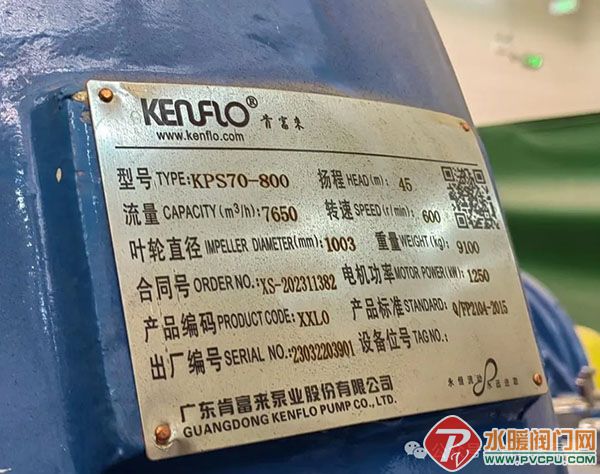 KENFLO® 肯富来
www.kenflo.com
型号 TYPE: KPS70-800 扬程 HEAD(m): 45
流量 CAPACITY(m³/h): 7650 转速 SPEED(r/min): 600
叶轮直径 IMPELLER DIAMETER(mm): 1003 重量 WEIGHT(kg): 9100
合同号 ORDER NO.: XS-202311382 电机功率 MOTOR POWER(kW): 1250
产品编码 PRODUCT CODE: XXL0 产品标准 STANDARD: Q/FP2104-2015
出厂编号 SERIAL NO.: 23032203901 设备位号 TAG NO.:
广东肯富来泵业股份有限公司
GUANGDONG KENFLO PUMP CO., LTD.
水暖阀门网
www.PVCPU.com